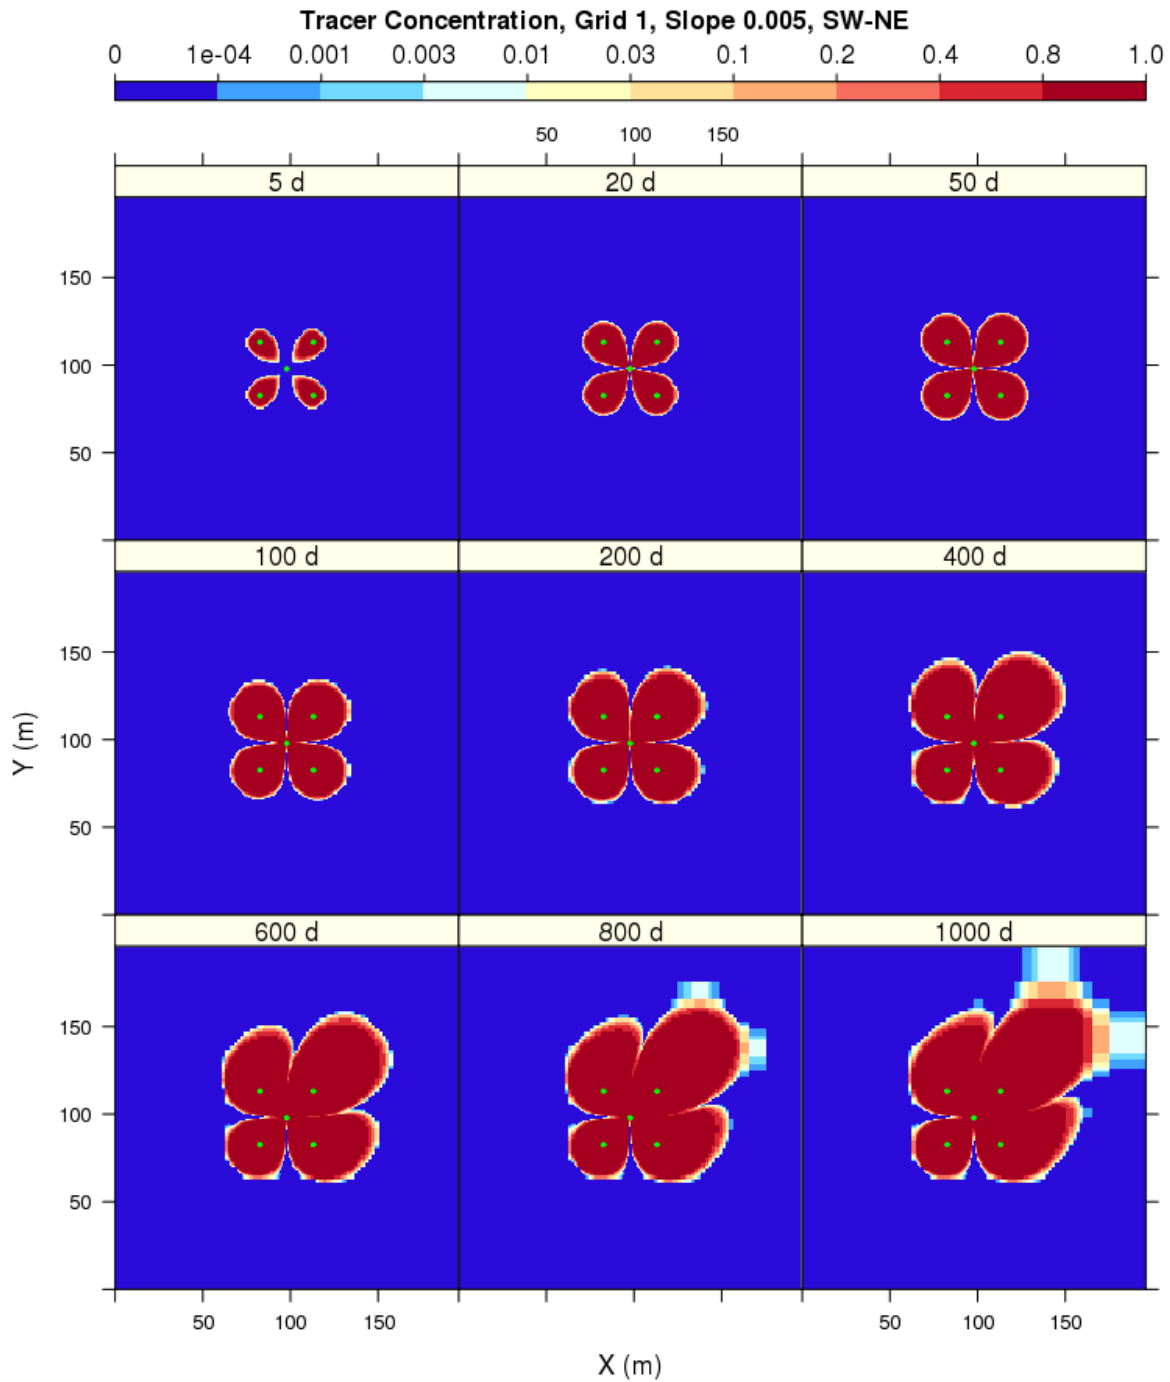 Tracer Concentration, Grid 1, Slope 0.005, SW-NE
0 1e-04 0.001 0.003 0.01 0.03 0.1 0.2 0.4 0.8 1.0
50 100 150
5 d 20 d 50 d
150
100
50
100 d 200 d 400 d
150
100
50
Y (m)
600 d 800 d 1000 d
150
100
50
50 100 150 50 100 150
X (m)